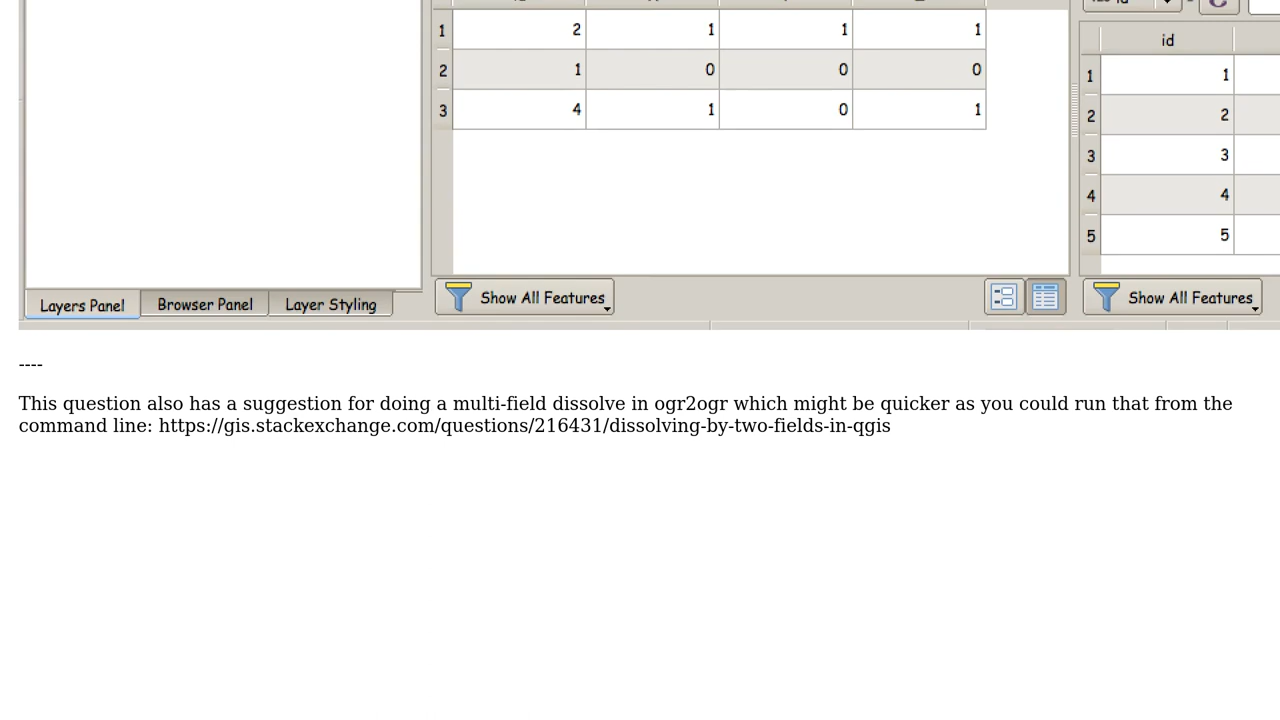 1 2 1 1 1
2 1 0 0 0
3 4 1 0 1
id
1 1
2 2
3 3
4 4
5 5
Layers Panel Browser Panel Layer Styling
Show All Features
Show All Features
----
This question also has a suggestion for doing a multi-field dissolve in ogr2ogr which might be quicker as you could run that from the
command line: https://gis.stackexchange.com/questions/216431/dissolving-by-two-fields-in-qgis